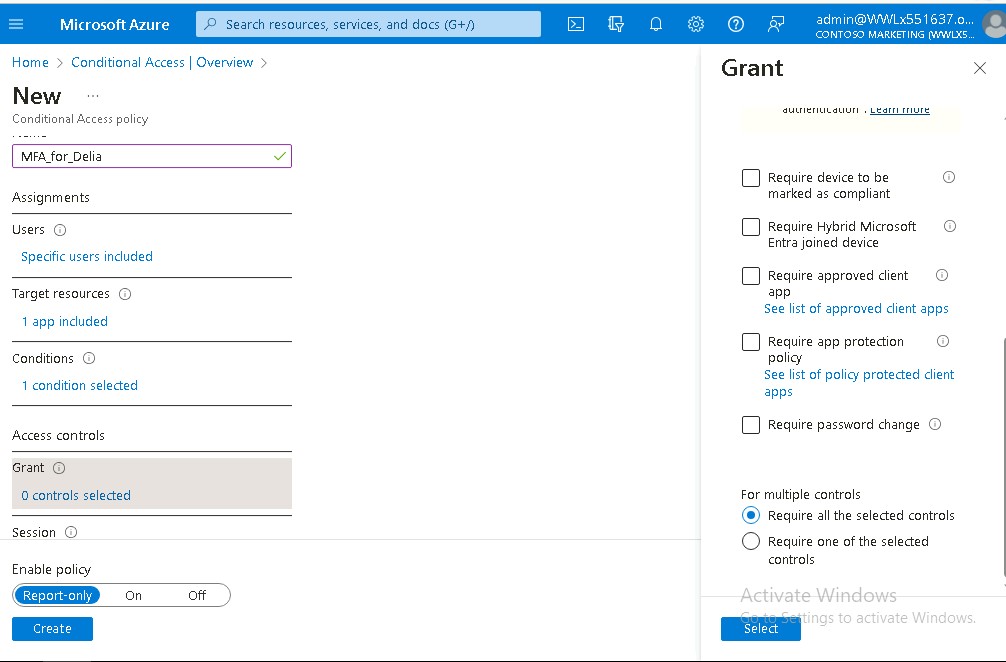 Microsoft Azure
Search resources, services, and docs (G+/)
admin@WWLx551637.o...
CONTOSO MARKETING (WWLX5...
Home > Conditional Access | Overview >
New ...
Conditional Access policy
Name
MFA_for_Delia
Assignments
Users
Specific users included
Target resources
1 app included
Conditions
1 condition selected
Access controls
Grant
0 controls selected
Session
Enable policy
Report-only On Off
Create
Grant
authentication". Learn more
Require device to be
marked as compliant
Require Hybrid Microsoft
Entra joined device
Require approved client
app
See list of approved client apps
Require app protection
policy
See list of policy protected client
apps
Require password change
For multiple controls
Require all the selected controls
Require one of the selected
controls
Activate Windows
Go to Settings to activate Windows.
Select